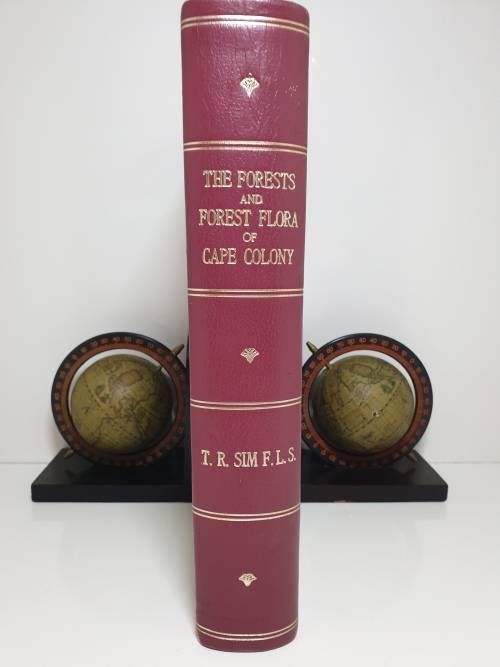 THE FORESTS
AND
FOREST FLORA
OF
CAPE COLONY
T. R. SIM F. L. S.